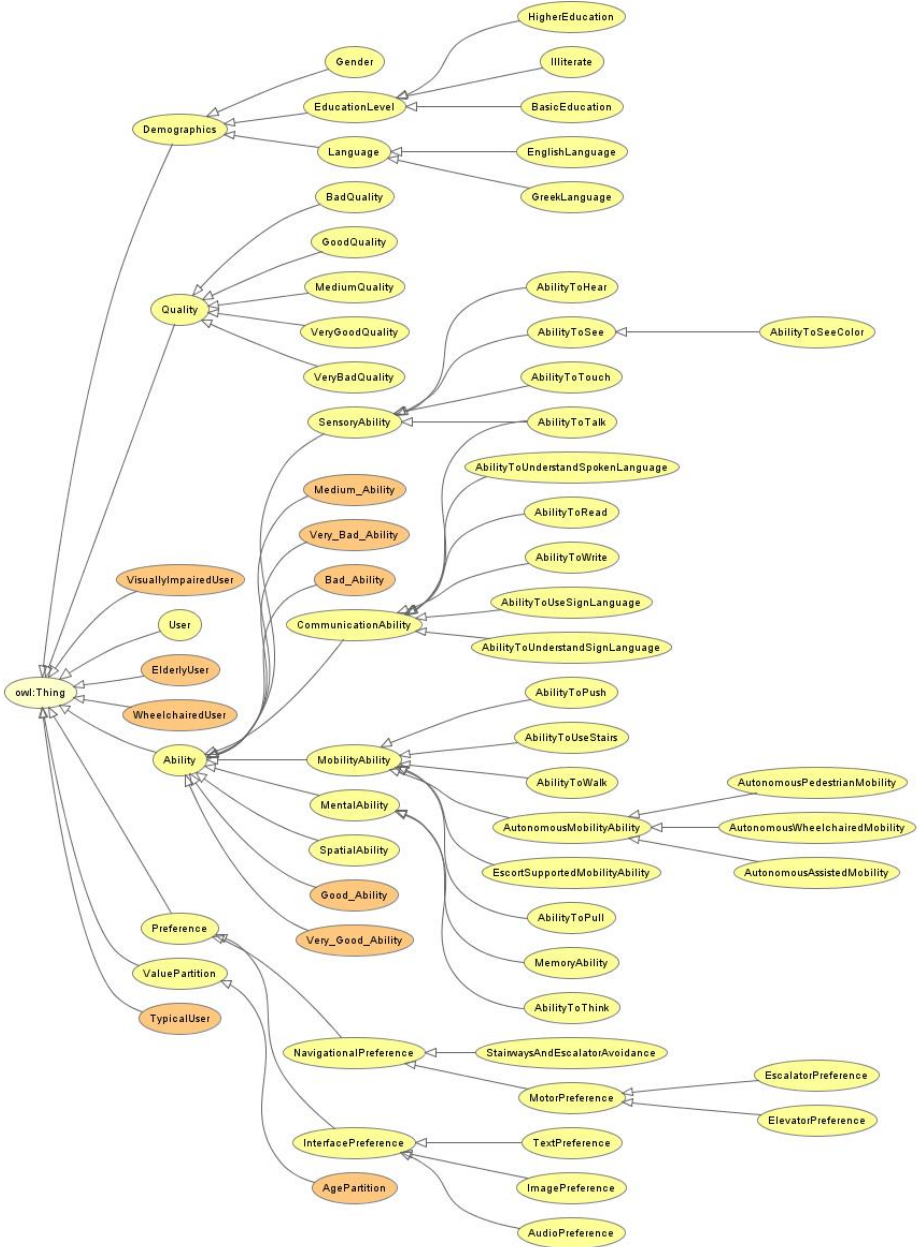 HigherEducation
Gender
Illiterate
EducationLevel
BasicEducation
Demographics
Language
EnglishLanguage
GreekLanguage
BadQuality
GoodQuality
MediumQuality
AbilityToHear
Quality
VeryGoodQuality
AbilityToSee
AbilityToSeeColor
VeryBadQuality
AbilityToTouch
SensoryAbility
AbilityToTalk
AbilityToUnderstandSpokenLanguage
Medium_Ability
AbilityToRead
Very_Bad_Ability
AbilityToWrite
VisuallyImpairedUser
Bad_Ability
AbilityToUseSignLanguage
User
CommunicationAbility
AbilityToUnderstandSignLanguage
ElderlyUser
owl:Thing
AbilityToPush
WheelchairedUser
AbilityToUseStairs
Ability
MobilityAbility
AbilityToWalk
AutonomousPedestrianMobility
MentalAbility
AutonomousMobilityAbility
AutonomousWheelchairedMobility
SpatialAbility
EscortSupportedMobilityAbility
AutonomousAssistedMobility
Good_Ability
AbilityToPull
Preference
Very_Good_Ability
MemoryAbility
ValuePartition
AbilityToThink
TypicalUser
NavigationalPreference
StairwaysAndEscalatorAvoidance
EscalatorPreference
MotorPreference
ElevatorPreference
InterfacePreference
TextPreference
AgePartition
ImagePreference
AudioPreference